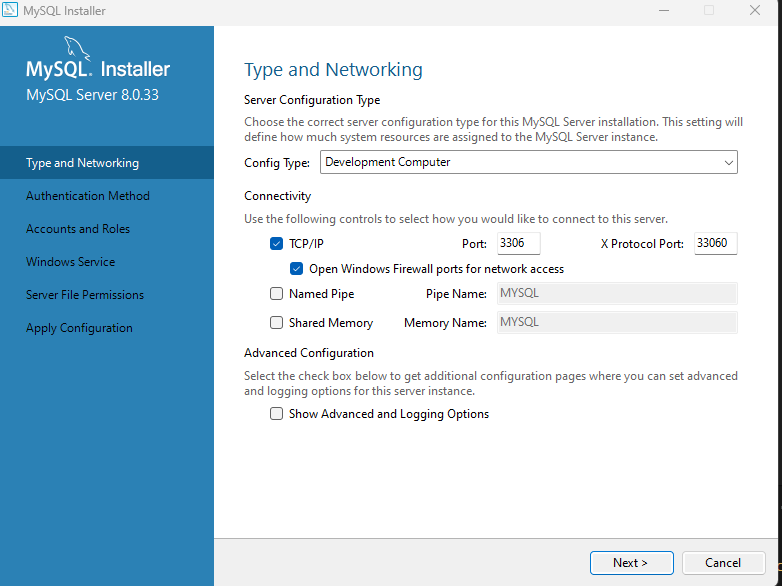 MySQL Installer
MySQL. Installer
MySQL Server 8.0.33
Type and Networking
Authentication Method
Accounts and Roles
Windows Service
Server File Permissions
Apply Configuration
Type and Networking
Server Configuration Type
Choose the correct server configuration type for this MySQL Server installation. This setting will
define how much system resources are assigned to the MySQL Server instance.
Config Type: Development Computer
Connectivity
Use the following controls to select how you would like to connect to this server.
TCP/IP Port: 3306 X Protocol Port: 33060
Open Windows Firewall ports for network access
Named Pipe Pipe Name: MYSQL
Shared Memory Memory Name: MYSQL
Advanced Configuration
Select the check box below to get additional configuration pages where you can set advanced
and logging options for this server instance.
Show Advanced and Logging Options
Next > Cancel